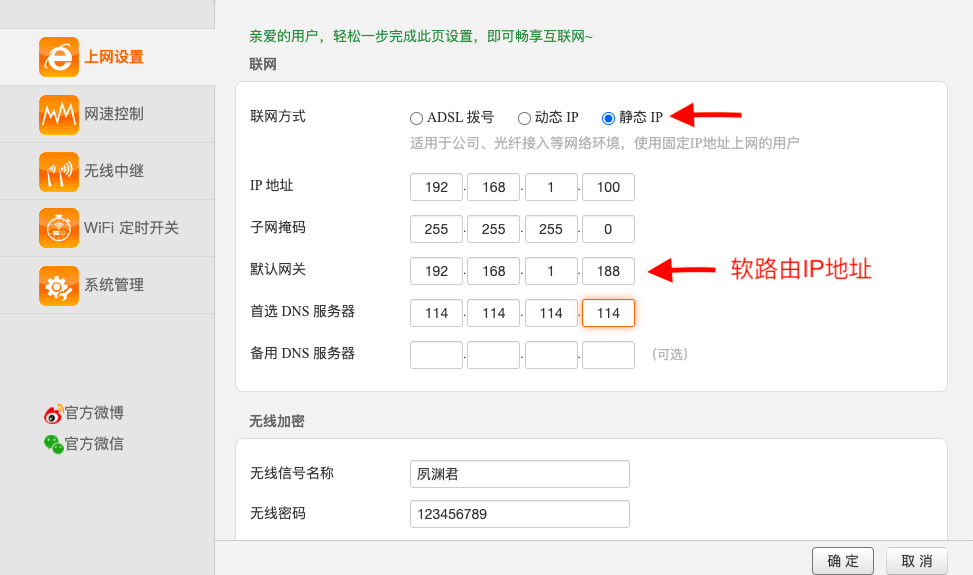 亲爱的用户，轻松一步完成此页设置，即可畅享互联网~
上网设置
网速控制
无线中继
WiFi 定时开关
系统管理
官方微博
官方微信
联网
联网方式 ADSL 拨号 动态 IP 静态 IP
适用于公司、光纤接入等网络环境，使用固定IP地址上网的用户
IP 地址 192 . 168 . 1 . 100
子网掩码 255 . 255 . 255 . 0
默认网关 192 . 168 . 1 . 188 软路由IP地址
首选 DNS 服务器 114 . 114 . 114 . 114
备用 DNS 服务器 . . . (可选)
无线加密
无线信号名称 夙渊君
无线密码 123456789
确 定 取 消